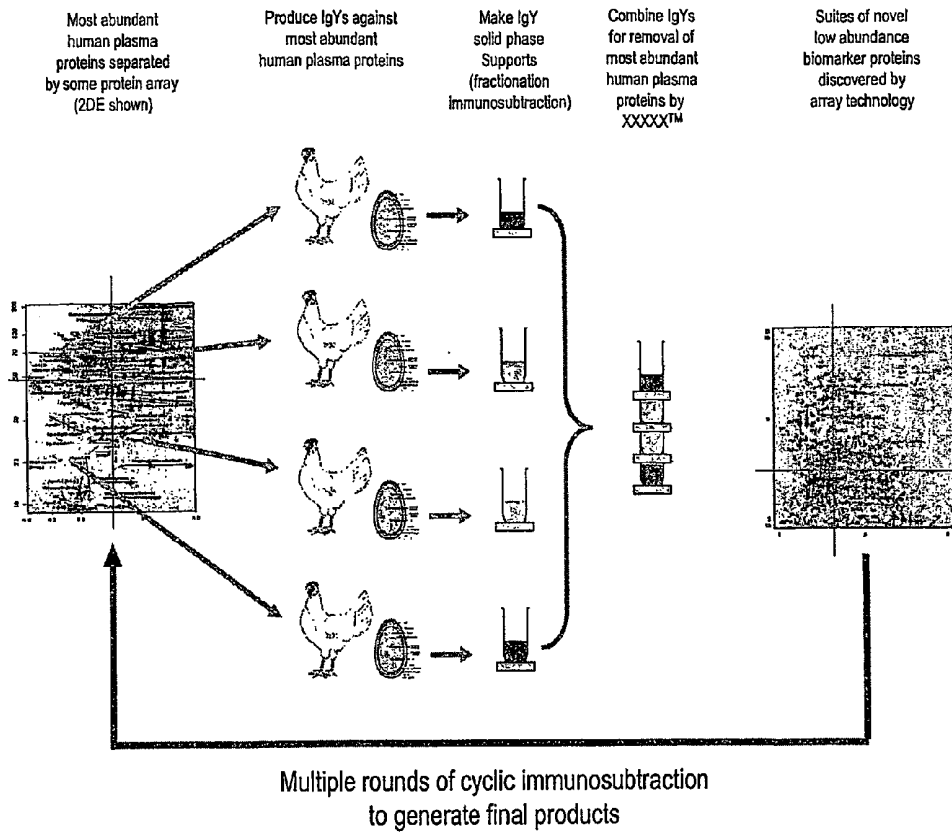 Most abundant
human plasma
proteins separated
by some protein array
(2DE shown)
Produce IgYs against
most abundant
human plasma proteins
Make IgY
solid phase
Supports
(fractionation
immunosubtraction)
Combine IgYs
for removal of
most abundant
human plasma
proteins by
XXXXX™
Suites of novel
low abundance
biomarker proteins
discovered by
array technology
Multiple rounds of cyclic immunosubtraction
to generate final products